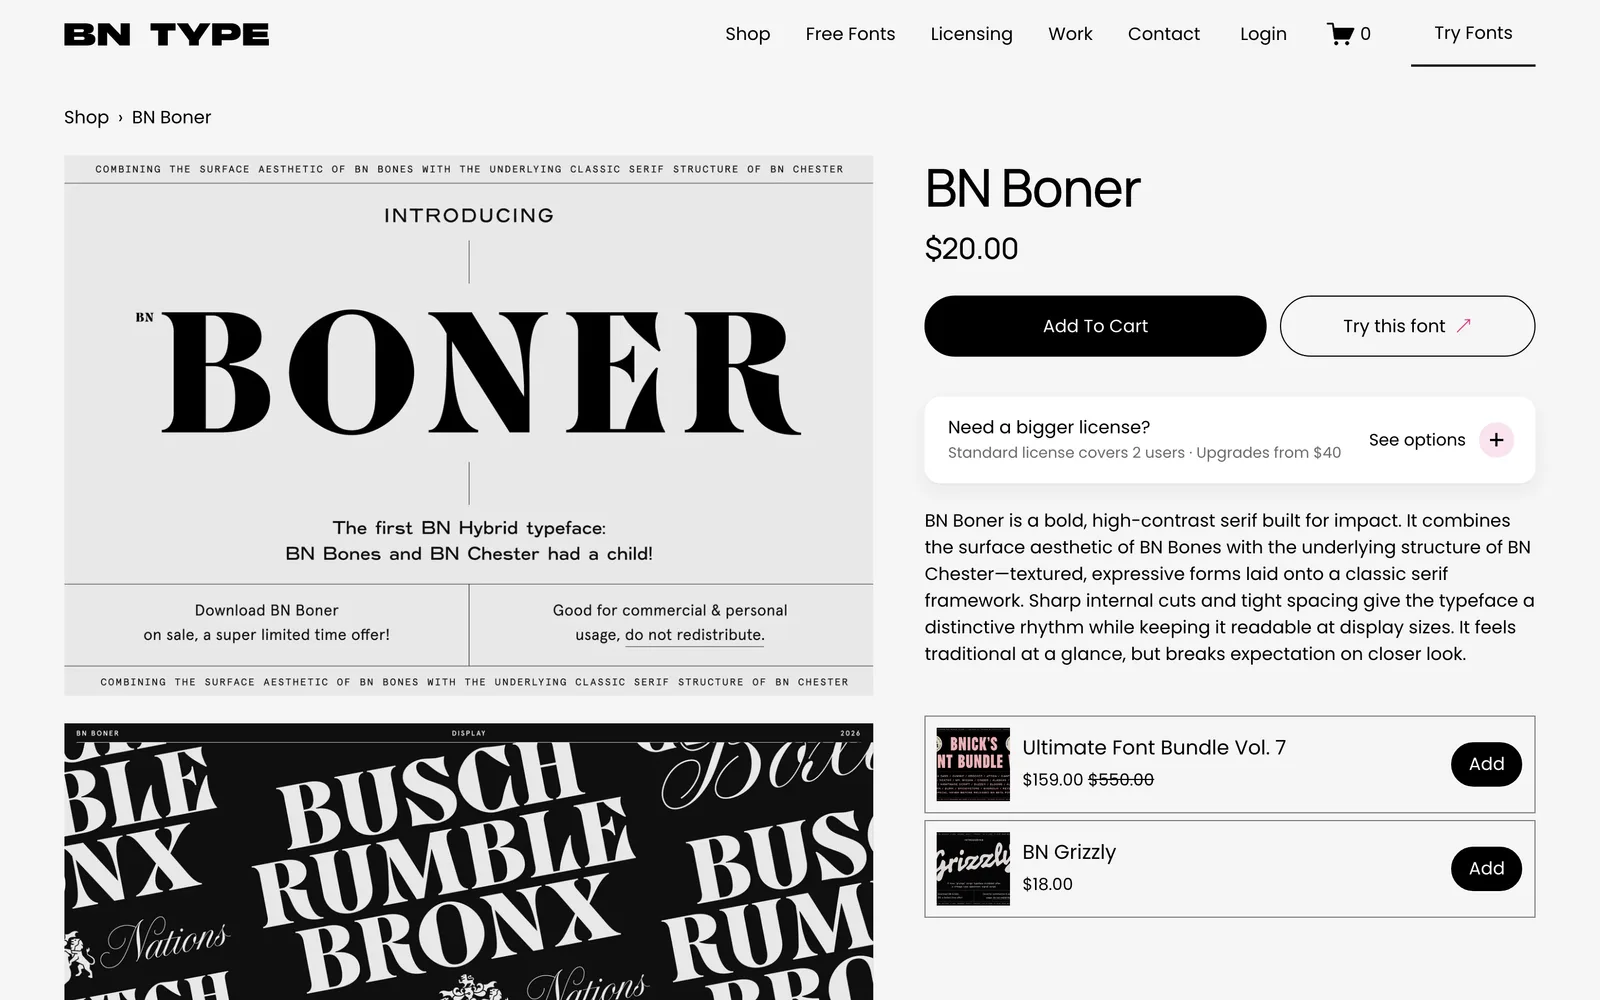 BN TYPE
Shop
Free Fonts
Licensing
Work
Contact
Login
0
Try Fonts
Shop › BN Boner
COMBINING THE SURFACE AESTHETIC OF BN BONES WITH THE UNDERLYING CLASSIC SERIF STRUCTURE OF BN CHESTER
INTRODUCING
BN BONER
The first BN Hybrid typeface:
BN Bones and BN Chester had a child!
Download BN Boner
on sale, a super limited time offer!
Good for commercial & personal
usage, do not redistribute.
COMBINING THE SURFACE AESTHETIC OF BN BONES WITH THE UNDERLYING CLASSIC SERIF STRUCTURE OF BN CHESTER
BN BONER
DISPLAY
2026
BUSCH
RUMBLE
BRONX
Nations
Nations
BN Boner
$20.00
Add To Cart
Try this font
Need a bigger license?
Standard license covers 2 users · Upgrades from $40
See options
BN Boner is a bold, high-contrast serif built for impact. It combines
the surface aesthetic of BN Bones with the underlying structure of BN
Chester—textured, expressive forms laid onto a classic serif
framework. Sharp internal cuts and tight spacing give the typeface a
distinctive rhythm while keeping it readable at display sizes. It feels
traditional at a glance, but breaks expectation on closer look.
BNICK'S
NT BUNDLE
Ultimate Font Bundle Vol. 7
$159.00 $550.00
Add
Grizzly
BN Grizzly
$18.00
Add